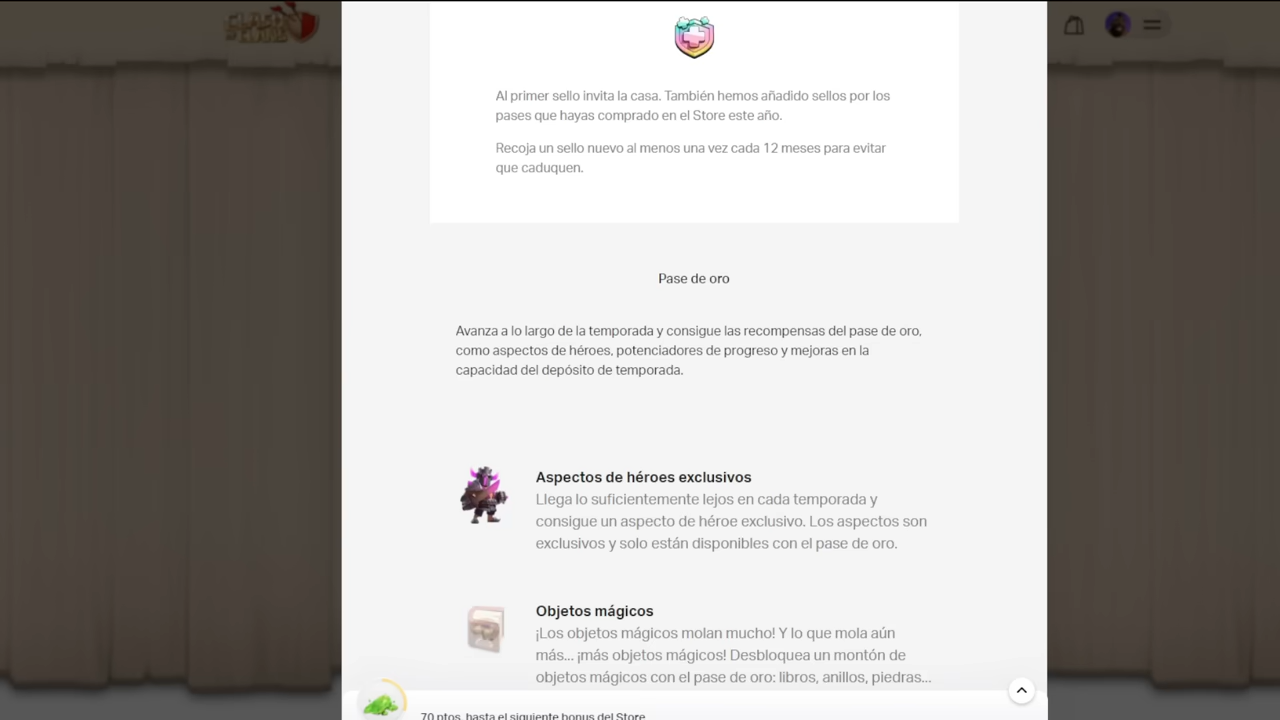 CLASH
Al primer sello invita la casa. También hemos añadido sellos por los
pases que hayas comprado en el Store este año.
Recoja un sello nuevo al menos una vez cada 12 meses para evitar
que caduquen.
Pase de oro
Avanza a lo largo de la temporada y consigue las recompensas del pase de oro,
como aspectos de héroes, potenciadores de progreso y mejoras en la
capacidad del depósito de temporada.
Aspectos de héroes exclusivos
Llega lo suficientemente lejos en cada temporada y
consigue un aspecto de héroe exclusivo. Los aspectos son
exclusivos y solo están disponibles con el pase de oro.
Objetos mágicos
¡Los objetos mágicos molan mucho! Y lo que mola aún
más... ¡más objetos mágicos! Desbloquea un montón de
objetos mágicos con el pase de oro: libros, anillos, piedras...
70 ptos. hasta el siguiente bonus del Store